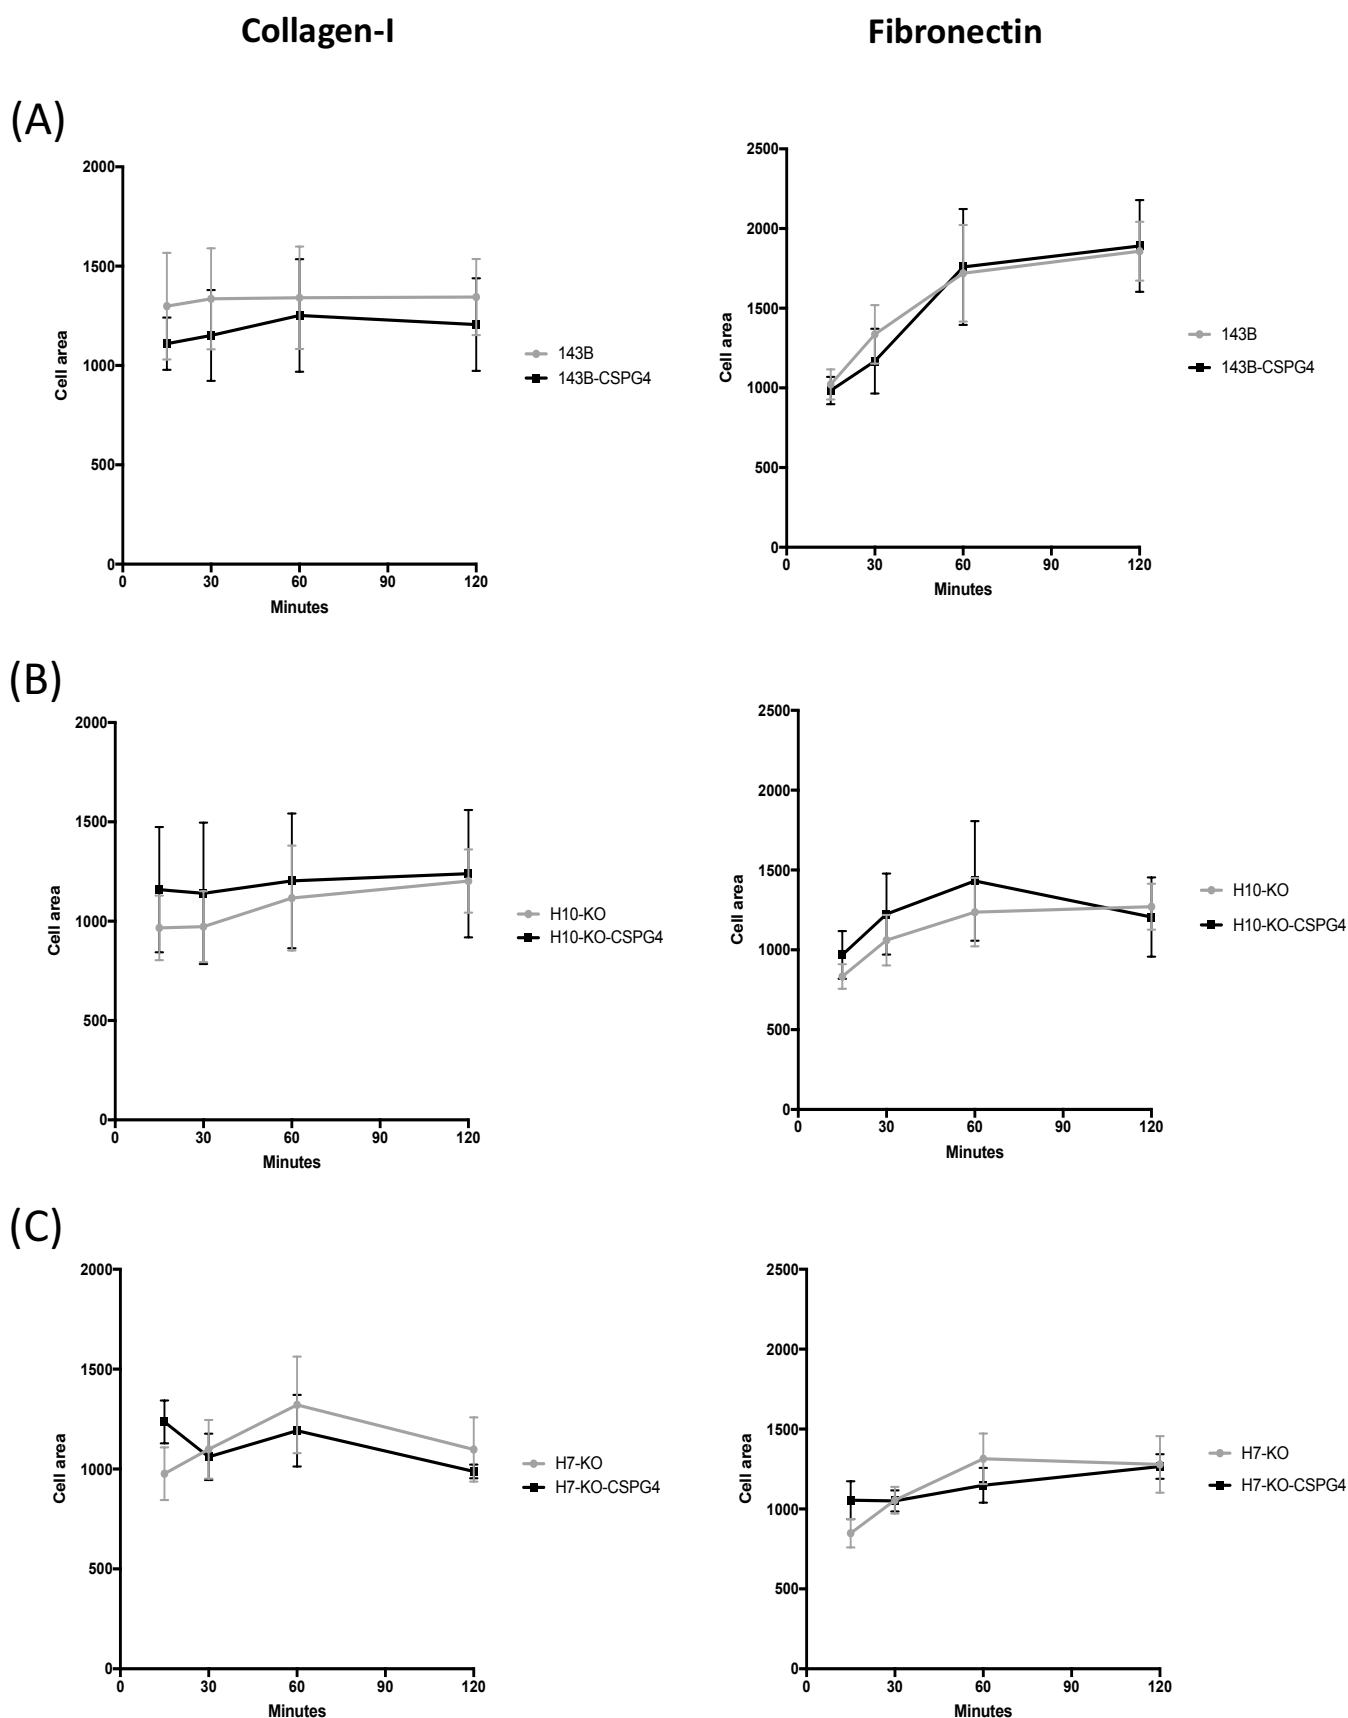 Collagen-I
Fibronectin
(A)
2000
1500
1000
500
0
Cell area
0 30 60 90 120
Minutes
143B
143B-CSPG4
2500
2000
1500
1000
500
0
Cell area
0 30 60 90 120
Minutes
143B
143B-CSPG4
(B)
2000
1500
1000
500
0
Cell area
0 30 60 90 120
Minutes
H10-KO
H10-KO-CSPG4
2500
2000
1500
1000
500
0
Cell area
0 30 60 90 120
Minutes
H10-KO
H10-KO-CSPG4
(C)
2000
1500
1000
500
0
Cell area
0 30 60 90 120
Minutes
H7-KO
H7-KO-CSPG4
2500
2000
1500
1000
500
0
Cell area
0 30 60 90 120
Minutes
H7-KO
H7-KO-CSPG4